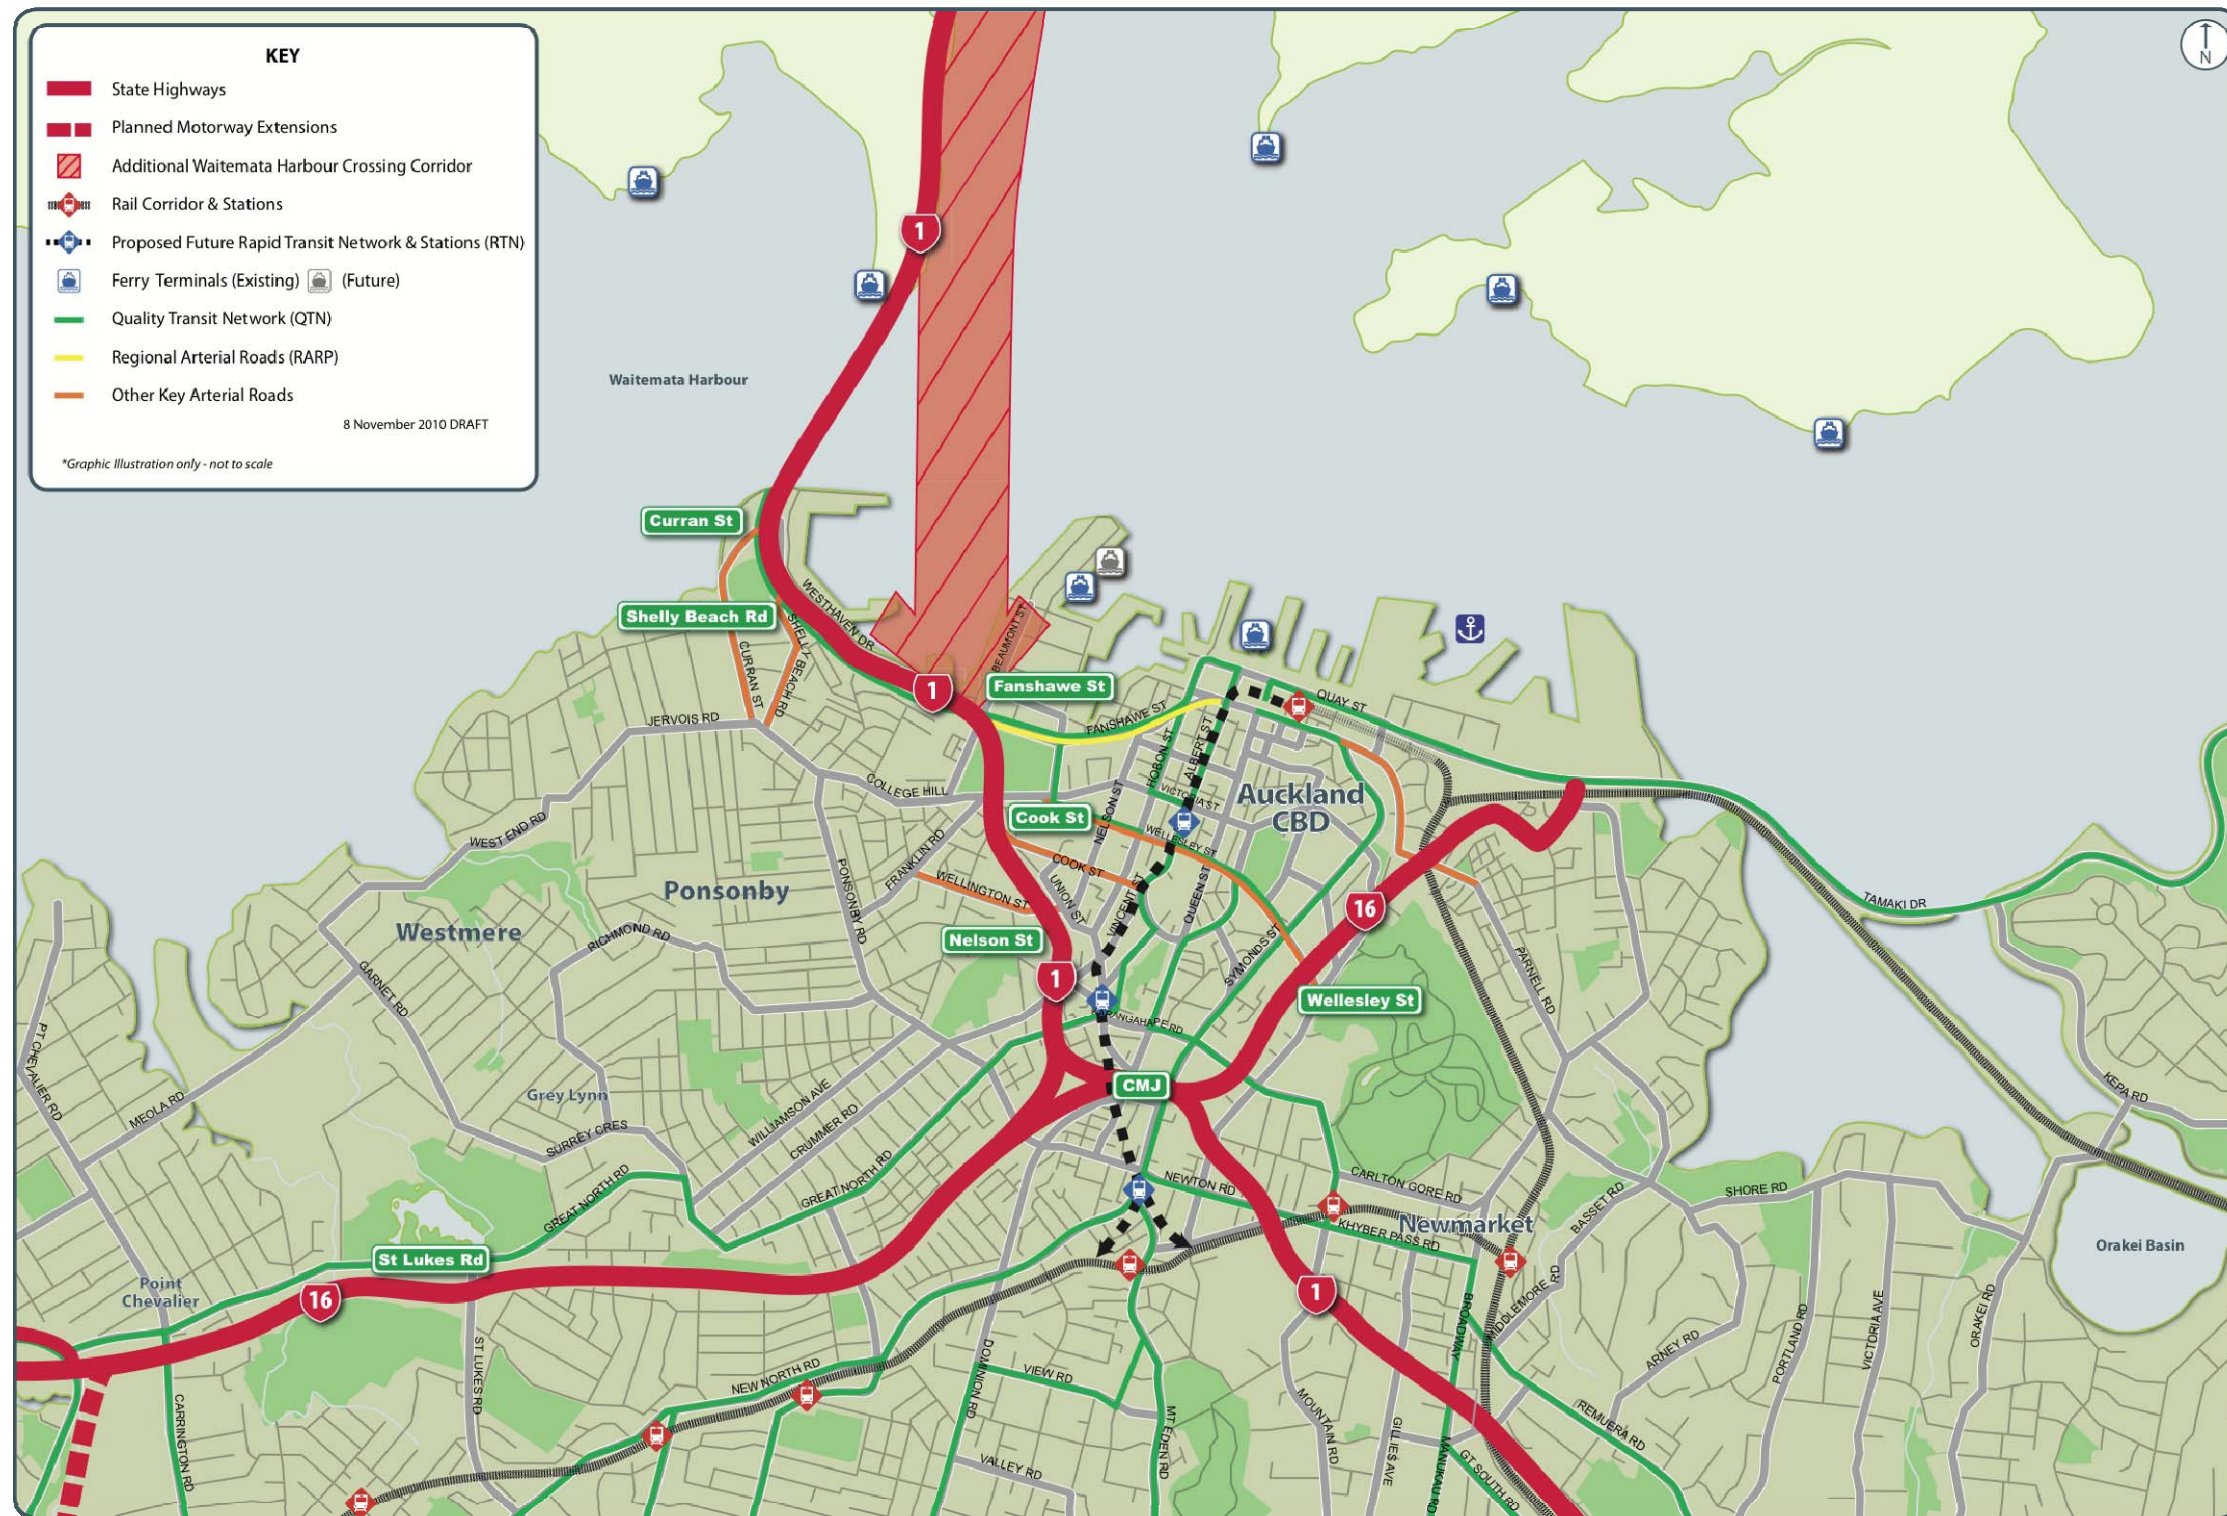 KEY
State Highways
Planned Motorway Extensions
Additional Waitemata Harbour Crossing Corridor
Rail Corridor & Stations
Proposed Future Rapid Transit Network & Stations (RTN)
Ferry Terminals (Existing) (Future)
Quality Transit Network (QTN)
Regional Arterial Roads (RARP)
Other Key Arterial Roads
8 November 2010 DRAFT
*Graphic Illustration only - not to scale
N
1
Waitemata Harbour
Curran St
Shelly Beach Rd
WESTHAVEN DR
SHELLY BEACH RD
CURRAN ST
BEAUMONT ST
1
Fanshawe St
FANSHAWE ST
QUAY ST
JERVOIS RD
COLLEGE HILL
HOBSON ST
ALBERT ST
VICTORIA ST
NELSON ST
Auckland
CBD
Cook St
WELLESLEY ST
COOK ST
WEST END RD
FRANKLIN RD
PONSONBY RD
WELLINGTON ST
UNION ST
VINCENT ST
QUEEN ST
Ponsonby
Westmere
RICHMOND RD
Nelson St
16
TAMAKI DR
SYMONDS ST
PARNELL RD
1
Wellesley St
GARNET RD
KARANGAHAPE RD
PT CHEVALIER RD
MEOLA RD
Grey Lynn
SURREY CRES
WILLIAMSON AVE
CRUMMER RD
CMJ
KEPA RD
GREAT NORTH RD
GREAT NORTH RD
NEWTON RD
CARLTON GORE RD
Newmarket
KHYBER PASS RD
BASSET RD
SHORE RD
Orakei Basin
St Lukes Rd
Point
Chevalier
16
1
MIDDLEMORE RD
BROADWAY
ARNEY RD
PORTLAND RD
VICTORIA AVE
ORAKEI RD
ST LUKES RD
CARRINGTON RD
NEW NORTH RD
DOMINION RD
VIEW RD
VALLEY RD
MT EDEN RD
MOUNTAIN RD
GILLIES AVE
MANUKAU RD
GT SOUTH RD
REMUERA RD